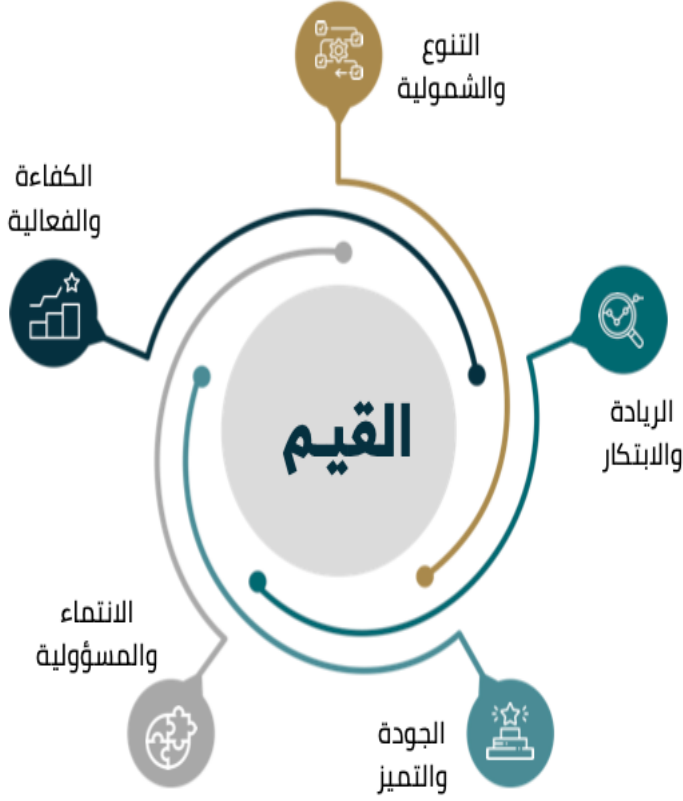 التنوع
والشمولية
الكفاءة
والفعالية
الريادة
والابتكار
القيم
الانتماء
والمسؤولية
الجودة
والتميز